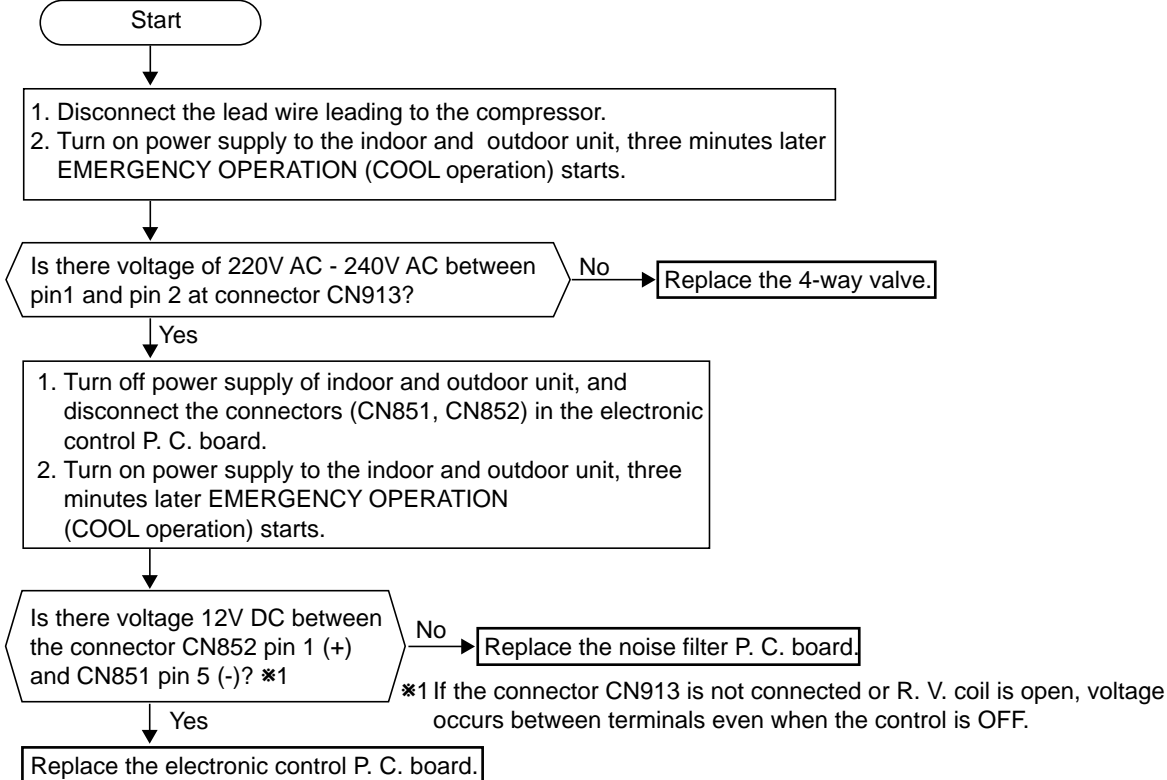 Start
1. Disconnect the lead wire leading to the compressor.
2. Turn on power supply to the indoor and outdoor unit, three minutes later
EMERGENCY OPERATION (COOL operation) starts.
Is there voltage of 220V AC - 240V AC between
pin1 and pin 2 at connector CN913?
No
Replace the 4-way valve.
Yes
1. Turn off power supply of indoor and outdoor unit, and
disconnect the connectors (CN851, CN852) in the electronic
control P. C. board.
2. Turn on power supply to the indoor and outdoor unit, three
minutes later EMERGENCY OPERATION
(COOL operation) starts.
Is there voltage 12V DC between
the connector CN852 pin 1 (+)
and CN851 pin 5 (-)? ※1
No
Replace the noise filter P. C. board.
※1 If the connector CN913 is not connected or R. V. coil is open, voltage
occurs between terminals even when the control is OFF.
Yes
Replace the electronic control P. C. board.